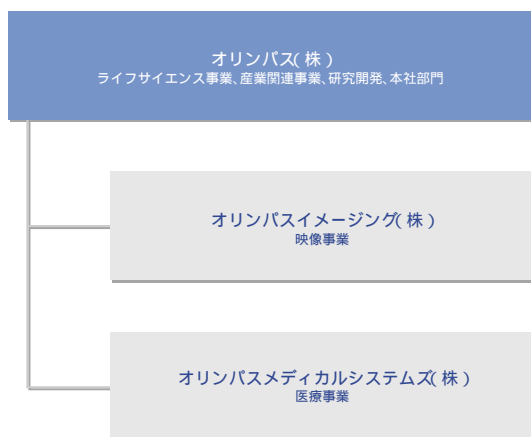 オリンパス(株)
ライフサイエンス事業、産業関連事業、研究開発、本社部門
オリンパスイメージング(株)
映像事業
オリンパスメディカルシステムズ(株)
医療事業